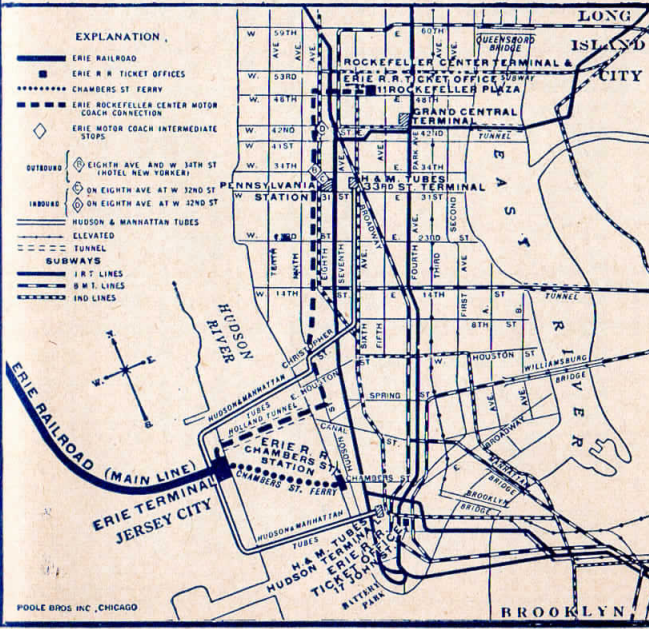 EXPLANATION.
ERIE RAILROAD
ERIE R R TICKET OFFICES
CHAMBERS ST FERRY
ERIE ROCKEFELLER CENTER MOTOR
COACH CONNECTION
ERIE MOTOR COACH INTERMEDIATE
STOPS
OUTBOUND
EIGHTH AVE AND W 34TH ST
(HOTEL NEW YORKER)
INBOUND
C ON EIGHTH AVE AT W 32ND ST
D ON EIGHTH AVE AT W 42ND ST
HUDSON & MANHATTAN TUBES
ELEVATED
TUNNEL
SUBWAYS
I.R.T LINES
B.M.T. LINES
IND LINES
LONG
ISLAND
CITY
W 59TH
E. 60TH
AVE.
AVE.
AVE.
AVE.
QUEENSBORO
BRIDGE
ROCKEFELLER CENTER TERMINAL &
ERIE R.R. TICKET OFFICE
11 ROCKEFELLER PLAZA
SUBWAY
W. 53RD
W. 48TH
E. 48TH
GRAND CENTRAL
TERMINAL
W. 42ND
ST
E.
42ND
TUNNEL
W. 41ST
W. 34TH
E. 34TH
PARK AVE
AVE.
H & M. TUBES
33RD ST. TERMINAL
PENNSYLVANIA
STATION
31 ST
E. 31ST
BROADWAY
W.
ST
E. 23RD ST.
TENTH
NINTH
EIGHTH
SEVENTH
AVE.
FOURTH
THIRD
SECOND
AVE
AVE.
W. 14TH
ST.
E. 14TH ST
TUNNEL
FIRST
A.
B.
8TH ST
AVE.
AVE.
SIXTH
FIFTH
HUDSON
RIVER
EAST
RIVER
CHRISTOPHER
ST.
W. HOUSTON ST
E. HOUSTON
ST
WILLIAMSBURG
BRIDGE
N.
W.
E.
S.
HUDSON & MANHATTAN
TUBES
HOLLAND TUNNEL
SPRING ST
CANAL
ST.
HUDSON
BROADWAY
E.
MANHATTAN
BRIDGE
BROOKLYN
BRIDGE
ERIE RAILROAD (MAIN LINE)
ERIE R. R.
CHAMBERS ST.
STATION
CHAMBERS ST. FERRY
CHAMBERS ST.
ERIE TERMINAL
JERSEY CITY
HUDSON & MANHATTAN
TUBES
H. & M. TUBES
HUDSON TERMINAL
ERIE R.R.
TICKET OFFICE
17 JOHN ST.
BATTERY
PARK
POOLE BROS INC., CHICAGO
BROOKLYN